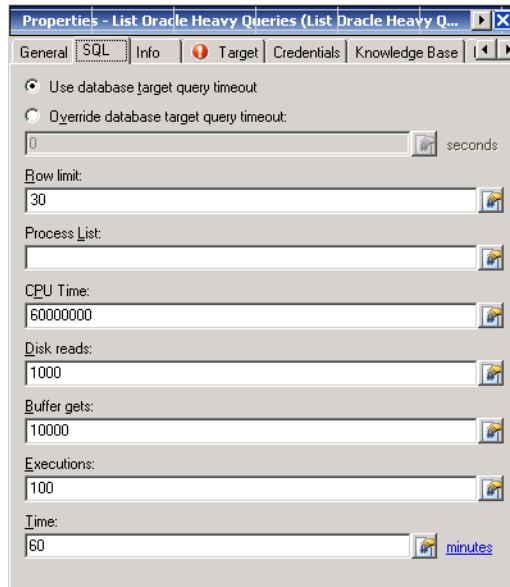 Properties - List Oracle Heavy Queries (List Oracle Heavy Q...
General SQL Info Target Credentials Knowledge Base
Use database target query timeout
Override database target query timeout:
0 seconds
Row limit:
30
Process List:
CPU Time:
60000000
Disk reads:
1000
Buffer gets:
10000
Executions:
100
Time:
60 minutes